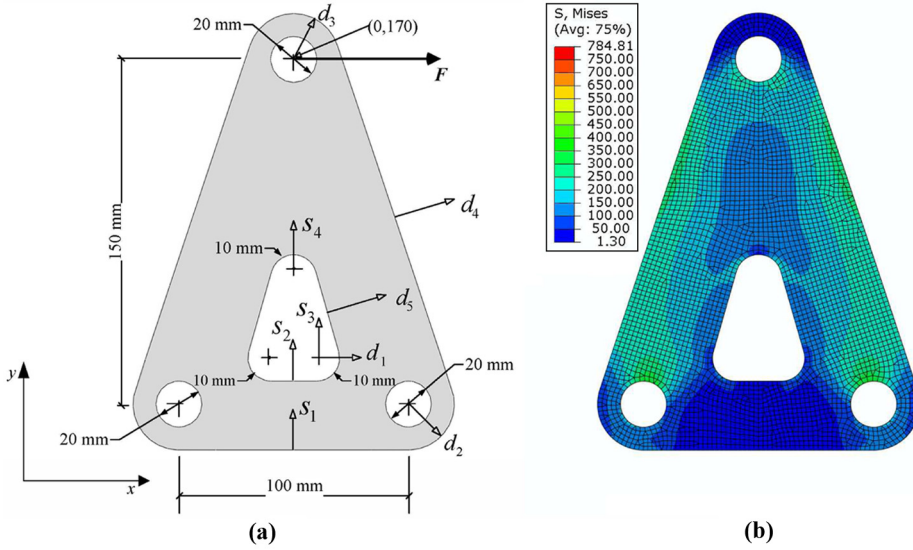 20 mm
d3
(0,170)
F
150 mm
d4
S4
10 mm
d5
S3
S2
d1
10 mm
10 mm
20 mm
y
S1
20 mm
d2
x
100 mm
(a)
S, Mises
(Avg: 75%)
784.81
750.00
700.00
650.00
600.00
550.00
500.00
450.00
400.00
350.00
300.00
250.00
200.00
150.00
100.00
50.00
1.30
(b)